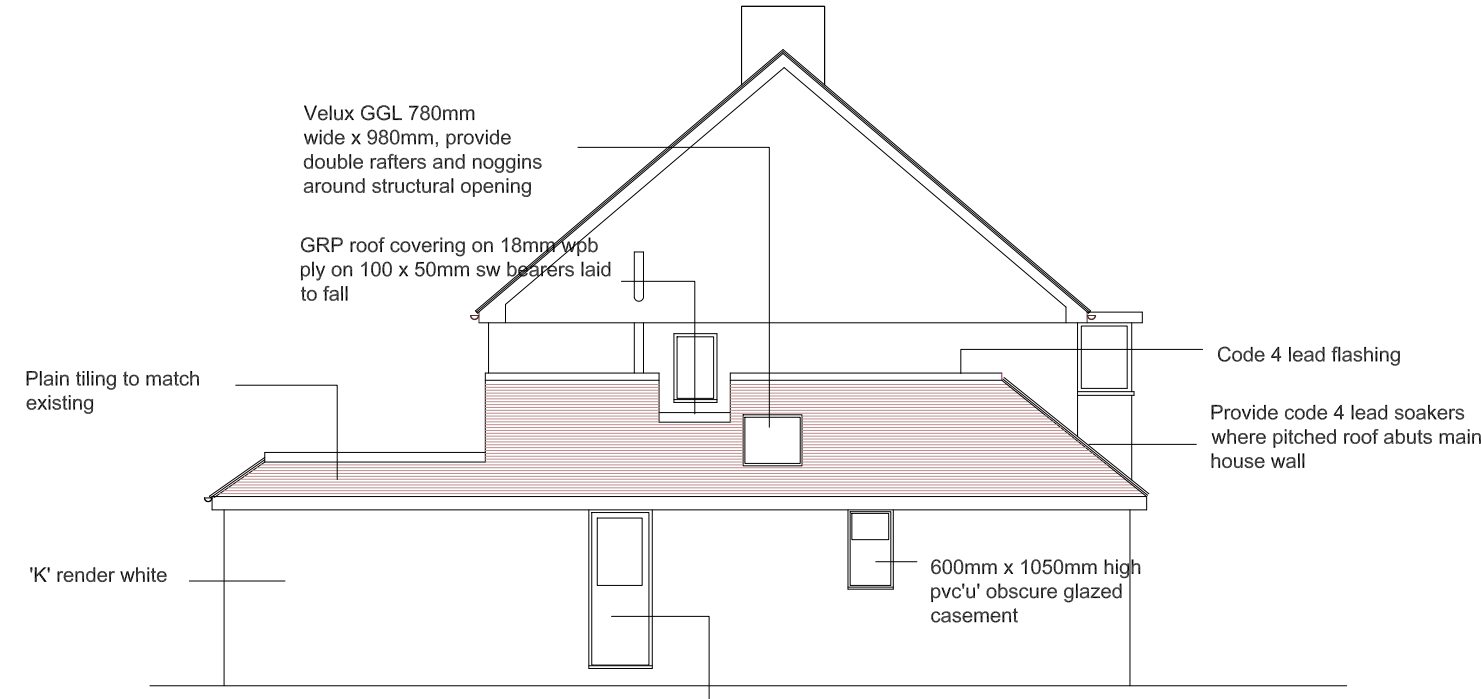 Velux GGL 780mm
wide x 980mm, provide
double rafters and noggins
around structural opening
GRP roof covering on 18mm wpb
ply on 100 x 50mm sw bearers laid
to fall
Plain tiling to match
existing
Code 4 lead flashing
Provide code 4 lead soakers
where pitched roof abuts main
house wall
'K' render white
600mm x 1050mm high
pvc'u' obscure glazed
casement